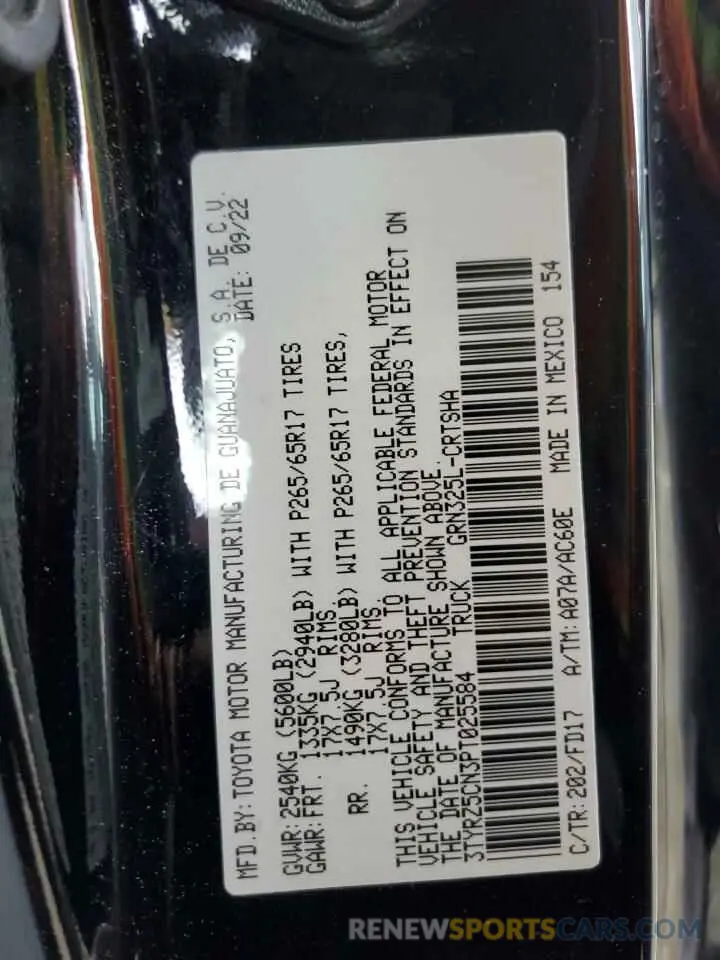 MFD.BY:TOYOTA MOTOR MANUFACTURING DE GUANAJUATO, S.A. DE C.V.
DATE: 09/22
GVWR:2540KG (5600LB)
GAWR:FRT. 1335KG (2940LB) WITH P265/65R17 TIRES
17X7.5J RIMS.
RR. 1490KG (3280LB) WITH P265/65R17 TIRES,
17X7.5J RIMS.
THIS VEHICLE CONFORMS TO ALL APPLICABLE FEDERAL MOTOR
VEHICLE SAFETY AND THEFT PREVENTION STANDARDS IN EFFECT ON
THE DATE OF MANUFACTURE SHOWN ABOVE.
3TYRZ5CN3PT025584 TRUCK GRN325L-CRTSHA
C/TR:202/FD17 A/TM:A07A/AC60E MADE IN MEXICO 154
RENEWSPORTSCARS.COM